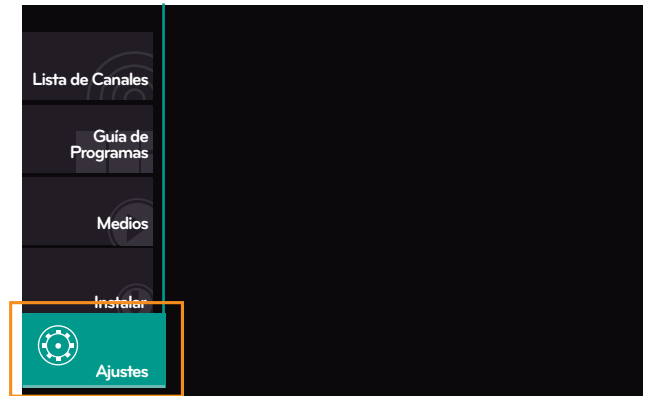 Lista de Canales
Guía de
Programas
Medios
Instalar
Ajustes